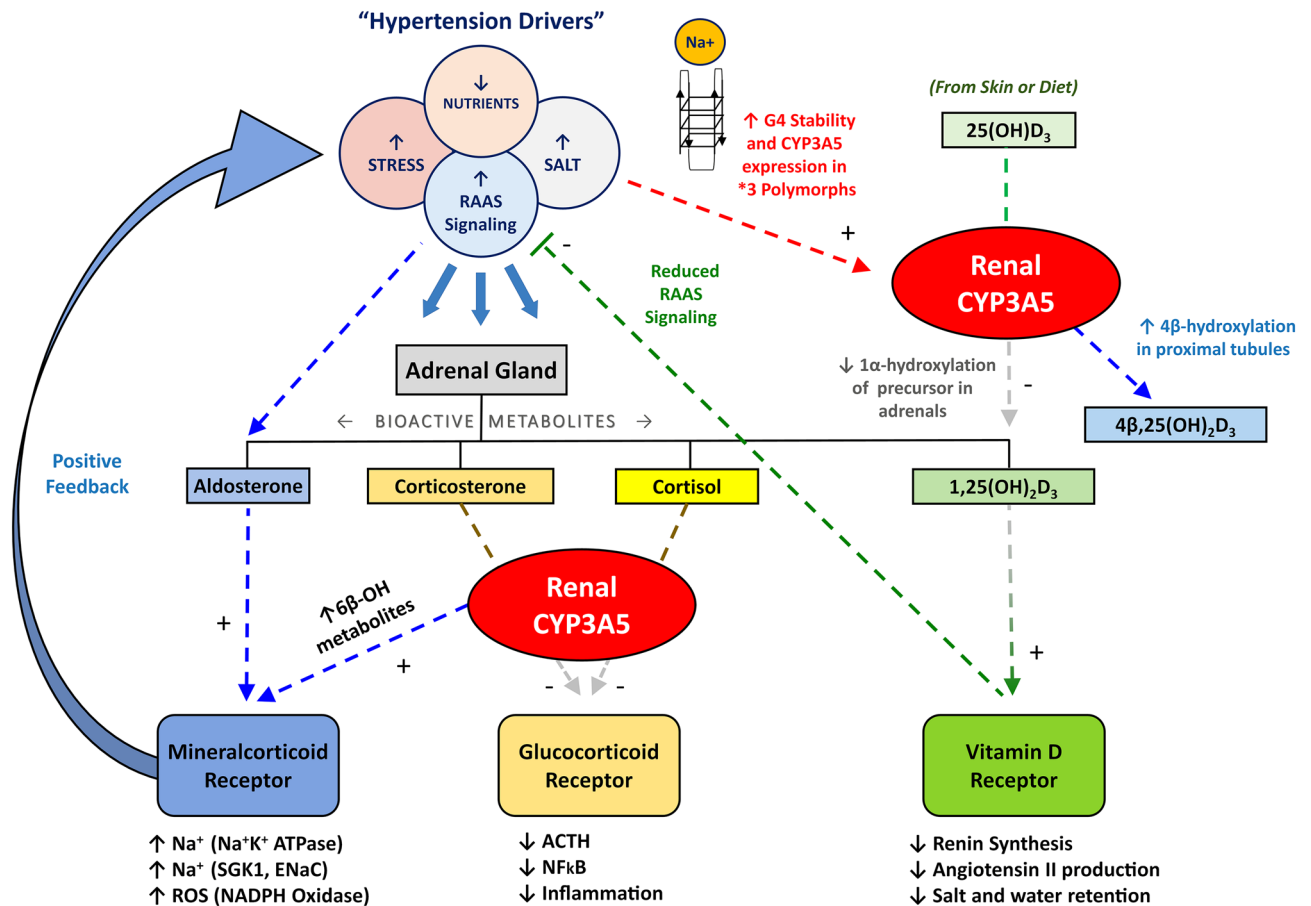 “Hypertension Drivers”
↓
NUTRIENTS
↑
STRESS
↑
SALT
↑
RAAS
Signaling
Na+
↑ G4 Stability
and CYP3A5
expression in
*3 Polymorphs
(From Skin or Diet)
25(OH)D₃
+
Renal
CYP3A5
-
Reduced
RAAS
Signaling
↑ 4β-hydroxylation
in proximal tubules
↓ 1α-hydroxylation
of precursor in
adrenals
-
4β,25(OH)₂D₃
Adrenal Gland
← BIOACTIVE METABOLITES →
Positive
Feedback
Aldosterone
Corticosterone
Cortisol
1,25(OH)₂D₃
+
↑6β-OH
metabolites
+
Renal
CYP3A5
-
-
+
Mineralcorticoid
Receptor
Glucocorticoid
Receptor
Vitamin D
Receptor
↑ Na⁺ (Na⁺K⁺ ATPase)
↑ Na⁺ (SGK1, ENaC)
↑ ROS (NADPH Oxidase)
↓ ACTH
↓ NFkB
↓ Inflammation
↓ Renin Synthesis
↓ Angiotensin II production
↓ Salt and water retention